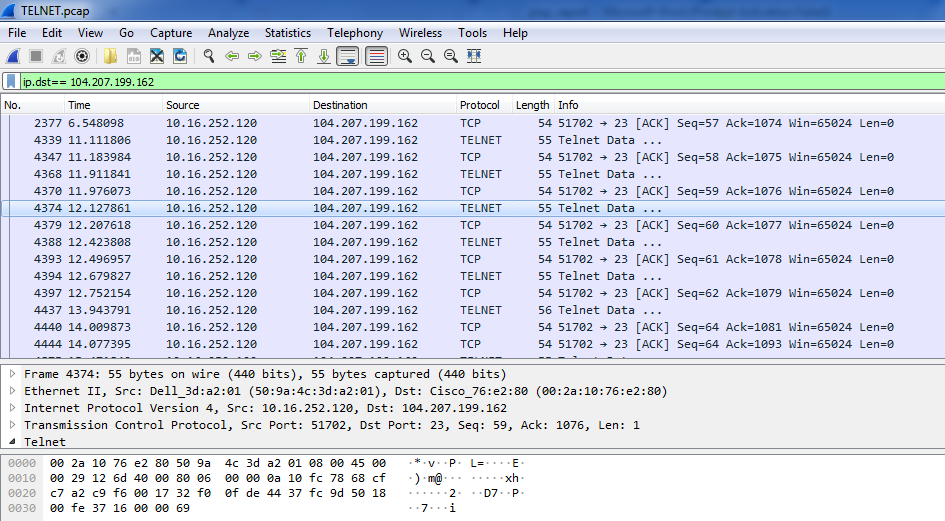 TELNET.pcap
File Edit View Go Capture Analyze Statistics Telephony Wireless Tools Help
ip.dst== 104.207.199.162
No. Time Source Destination Protocol Length Info
2377 6.548098 10.16.252.120 104.207.199.162 TCP 54 51702 → 23 [ACK] Seq=57 Ack=1074 Win=65024 Len=0
4339 11.111806 10.16.252.120 104.207.199.162 TELNET 55 Telnet Data ...
4347 11.183984 10.16.252.120 104.207.199.162 TCP 54 51702 → 23 [ACK] Seq=58 Ack=1075 Win=65024 Len=0
4368 11.911841 10.16.252.120 104.207.199.162 TELNET 55 Telnet Data ...
4370 11.976073 10.16.252.120 104.207.199.162 TCP 54 51702 → 23 [ACK] Seq=59 Ack=1076 Win=65024 Len=0
4374 12.127861 10.16.252.120 104.207.199.162 TELNET 55 Telnet Data ...
4379 12.207618 10.16.252.120 104.207.199.162 TCP 54 51702 → 23 [ACK] Seq=60 Ack=1077 Win=65024 Len=0
4388 12.423808 10.16.252.120 104.207.199.162 TELNET 55 Telnet Data ...
4393 12.496957 10.16.252.120 104.207.199.162 TCP 54 51702 → 23 [ACK] Seq=61 Ack=1078 Win=65024 Len=0
4394 12.679827 10.16.252.120 104.207.199.162 TELNET 55 Telnet Data ...
4397 12.752154 10.16.252.120 104.207.199.162 TCP 54 51702 → 23 [ACK] Seq=62 Ack=1079 Win=65024 Len=0
4437 13.943791 10.16.252.120 104.207.199.162 TELNET 56 Telnet Data ...
4440 14.009873 10.16.252.120 104.207.199.162 TCP 54 51702 → 23 [ACK] Seq=64 Ack=1081 Win=65024 Len=0
4444 14.077395 10.16.252.120 104.207.199.162 TCP 54 51702 → 23 [ACK] Seq=64 Ack=1093 Win=65024 Len=0
Frame 4374: 55 bytes on wire (440 bits), 55 bytes captured (440 bits)
Ethernet II, Src: Dell_3d:a2:01 (50:9a:4c:3d:a2:01), Dst: Cisco_76:e2:80 (00:2a:10:76:e2:80)
Internet Protocol Version 4, Src: 10.16.252.120, Dst: 104.207.199.162
Transmission Control Protocol, Src Port: 51702, Dst Port: 23, Seq: 59, Ack: 1076, Len: 1
Telnet
0000 00 2a 10 76 e2 80 50 9a 4c 3d a2 01 08 00 45 00 ·*·v··P· L=····E·
0010 00 29 12 6d 40 00 80 06 00 00 0a 10 fc 78 68 cf ·)·m@··· ·····xh·
0020 c7 a2 c9 f6 00 17 32 f0 0f de 44 37 fc 9d 50 18 ······2· ··D7··P·
0030 00 fe 37 16 00 00 69 ··7···i